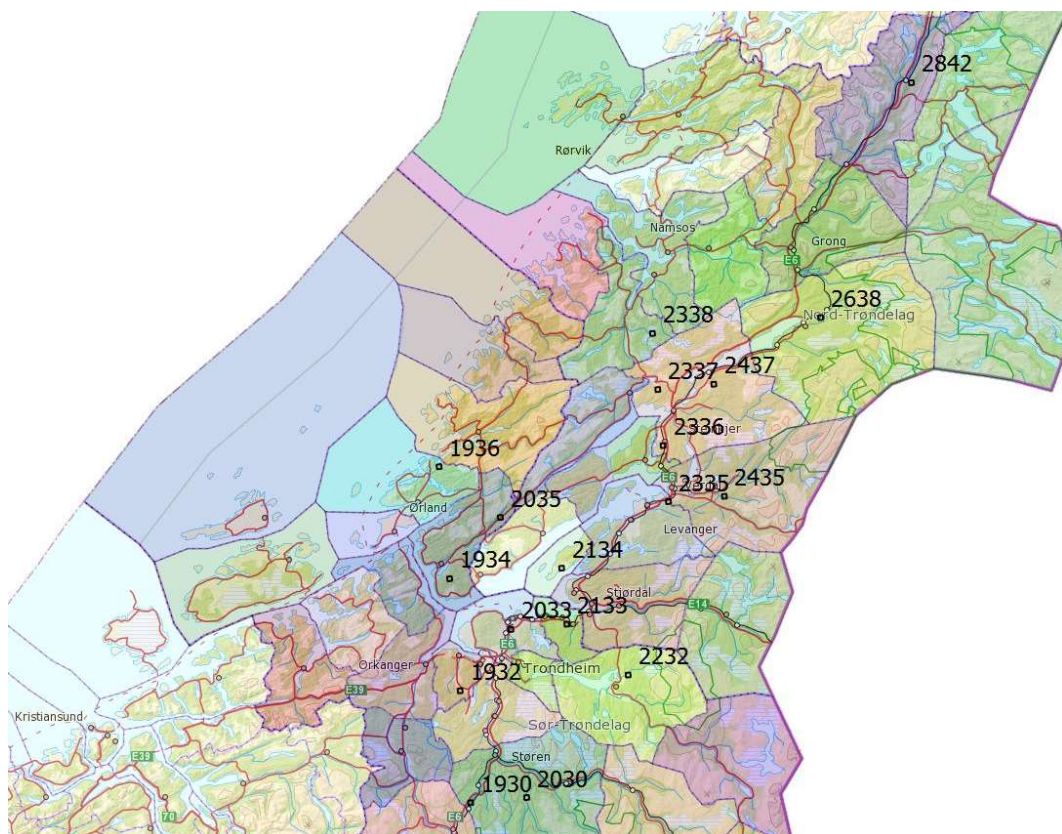 2842
Rørvik
Namsos
Grong
E6
2638
Nord-Trøndelag
2338
2337
2437
Steinkjer
2336
1936
E6
2335
2435
2035
Ørland
Levanger
2134
1934
Stjørdal
E14
2033
2133
E6
Orkanger
Trondheim
2232
1932
E39
Kristiansund
Sør-Trøndelag
E39
Støren
1930
2030
70
E6